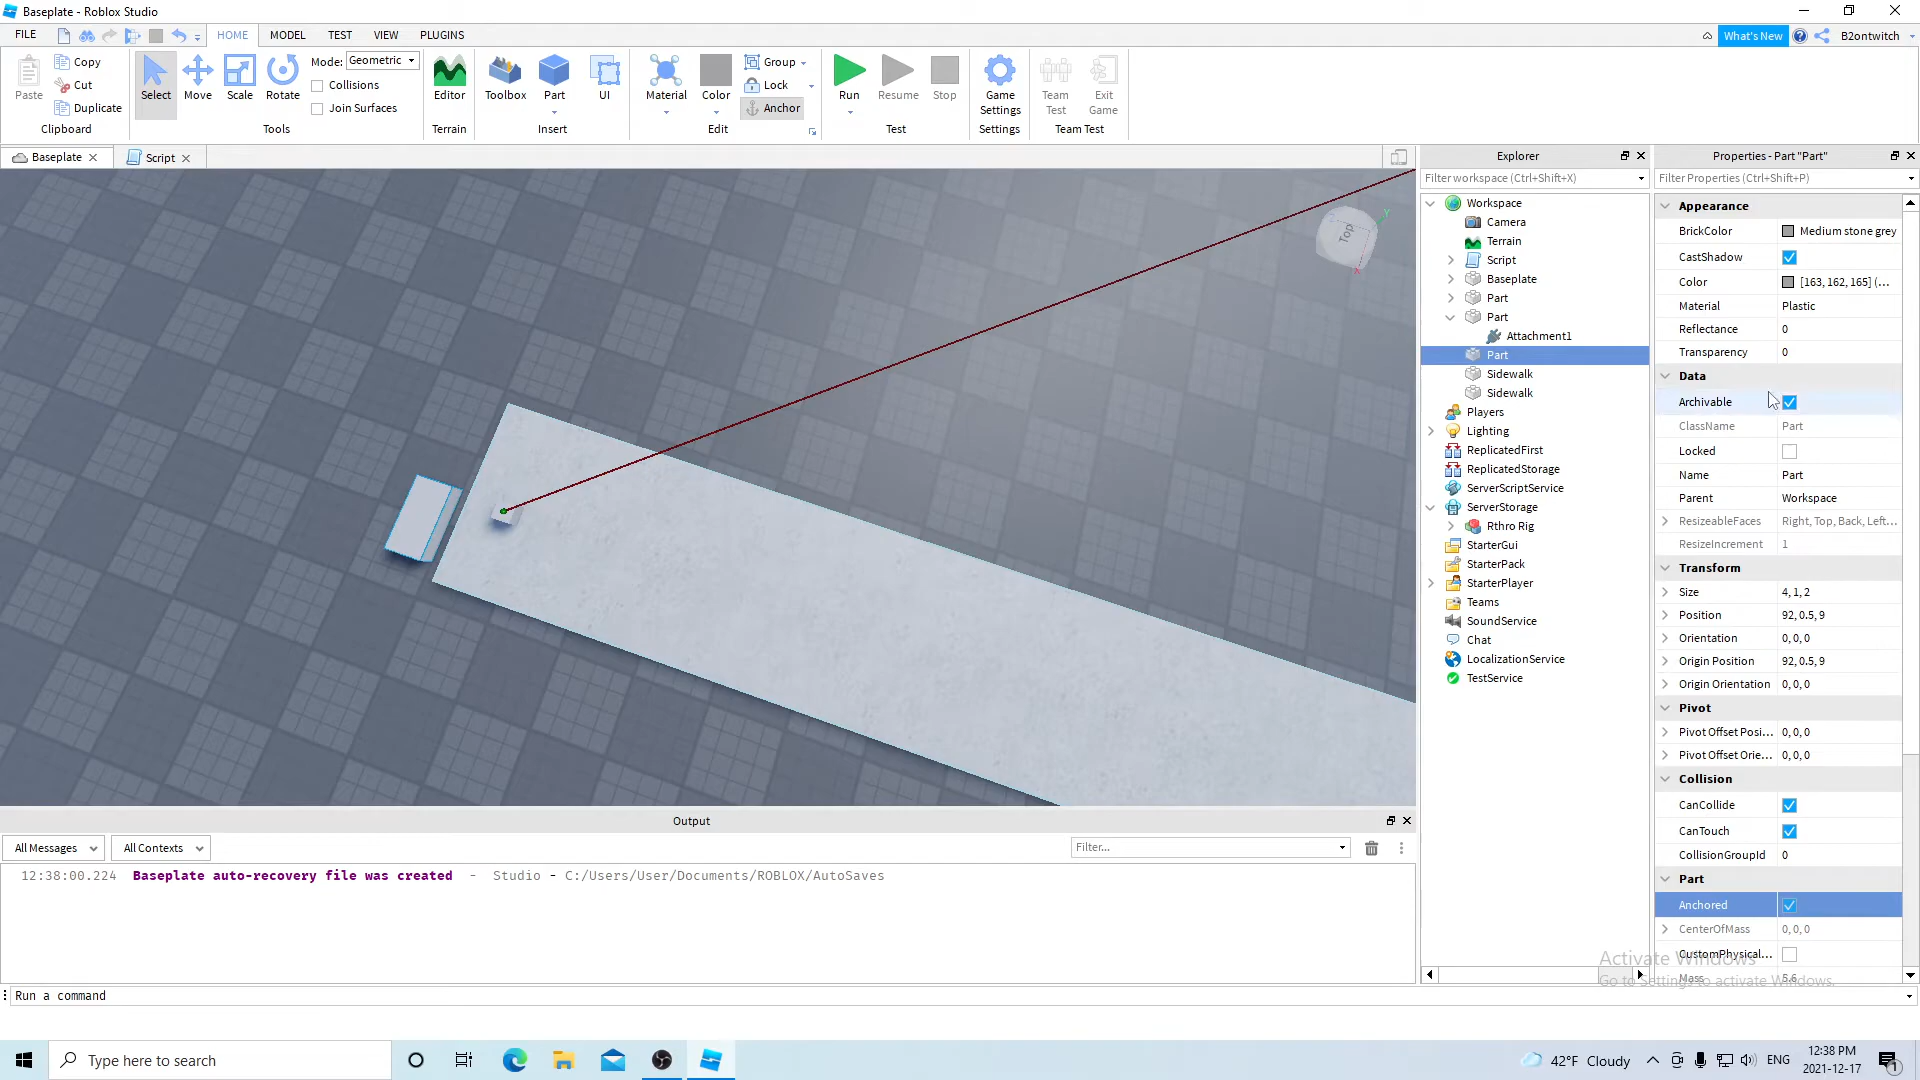 Baseplate - Roblox Studio
FILE HOME MODEL TEST VIEW PLUGINS What's New B2ontwitch
Paste Copy Cut Duplicate Clipboard
Select Move Scale Rotate Mode: Geometric Collisions Join Surfaces Tools
Editor Terrain
Toolbox Part UI Insert
Material Color Group Lock Anchor Edit
Run Resume Stop Test
Game Settings Settings
Team Test Exit Game Team Test
Baseplate Script
Top
Explorer
Filter workspace (Ctrl+Shift+X)
Workspace
Camera
Terrain
Script
Baseplate
Part
Part
Attachment1
Part
Sidewalk
Sidewalk
Players
Lighting
ReplicatedFirst
ReplicatedStorage
ServerScriptService
ServerStorage
Rthro Rig
StarterGui
StarterPack
StarterPlayer
Teams
SoundService
Chat
LocalizationService
TestService
Properties - Part "Part"
Filter Properties (Ctrl+Shift+P)
Appearance
BrickColor Medium stone grey
CastShadow
Color [163, 162, 165] (...
Material Plastic
Reflectance 0
Transparency 0
Data
Archivable
ClassName Part
Locked
Name Part
Parent Workspace
ResizeableFaces Right, Top, Back, Left...
ResizeIncrement 1
Transform
Size 4, 1, 2
Position 92, 0.5, 9
Orientation 0, 0, 0
Origin Position 92, 0.5, 9
Origin Orientation 0, 0, 0
Pivot
Pivot Offset Posi... 0, 0, 0
Pivot Offset Orie... 0, 0, 0
Collision
CanCollide
CanTouch
CollisionGroupId 0
Part
Anchored
CenterOfMass 0, 0, 0
CustomPhysical...
Mass 5.6
Activate Windows
Go to Settings to activate Windows.
Output
All Messages All Contexts Filter...
12:38:00.224 Baseplate auto-recovery file was created - Studio - C:/Users/User/Documents/ROBLOX/AutoSaves
Run a command
Type here to search
42°F Cloudy ENG 12:38 PM
2021-12-17
1